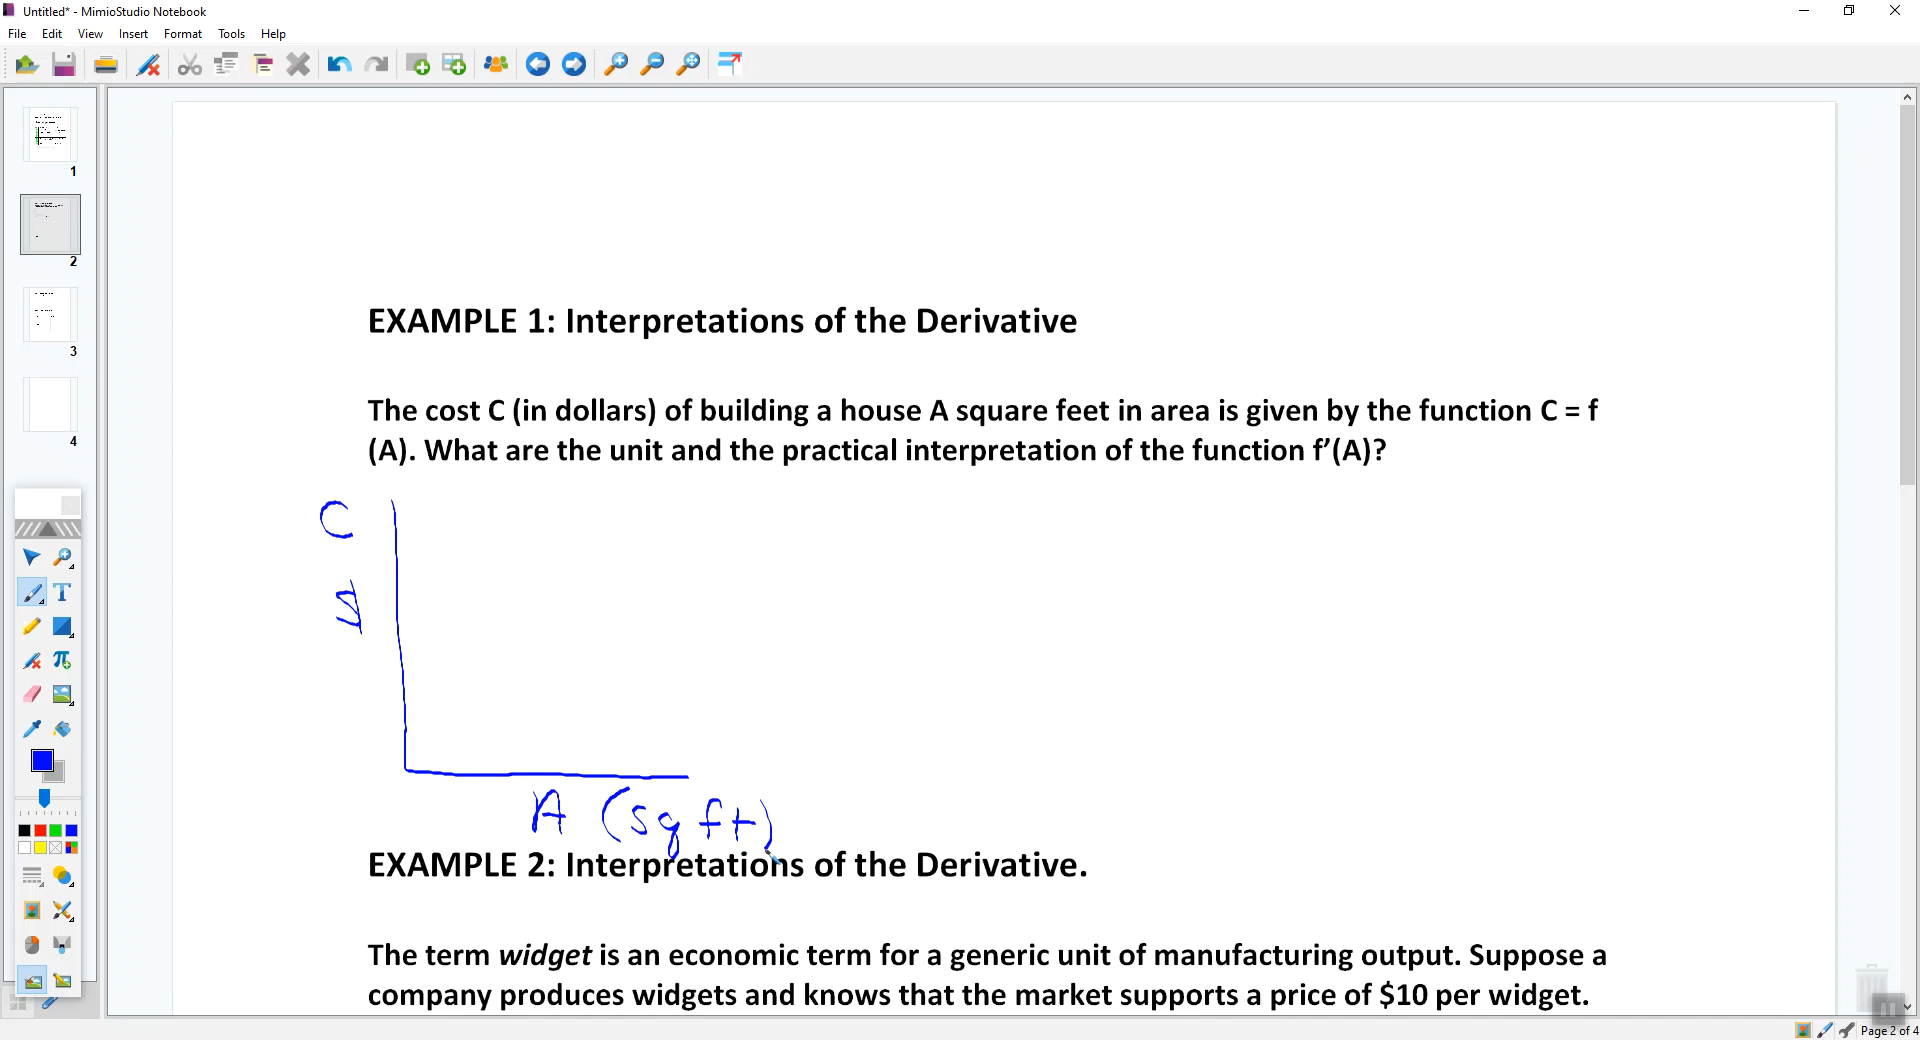 Untitled* - MimioStudio Notebook
File Edit View Insert Format Tools Help
1
2
3
4
EXAMPLE 1: Interpretations of the Derivative
The cost C (in dollars) of building a house A square feet in area is given by the function C = f
(A). What are the unit and the practical interpretation of the function f’(A)?
C
$
A (sq ft)
EXAMPLE 2: Interpretations of the Derivative.
The term widget is an economic term for a generic unit of manufacturing output. Suppose a
company produces widgets and knows that the market supports a price of $10 per widget.
Page 2 of 4